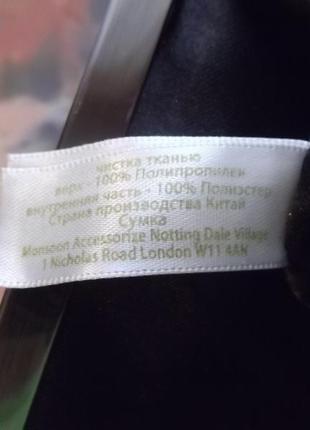 чистка тканью
верх - 100% Полипропилен
внутренняя часть - 100% Полиэстер
Страна производства Китай
Сумка
Monsoon Accessorize Notting Dale Village
1 Nicholas Road London W11 4AN